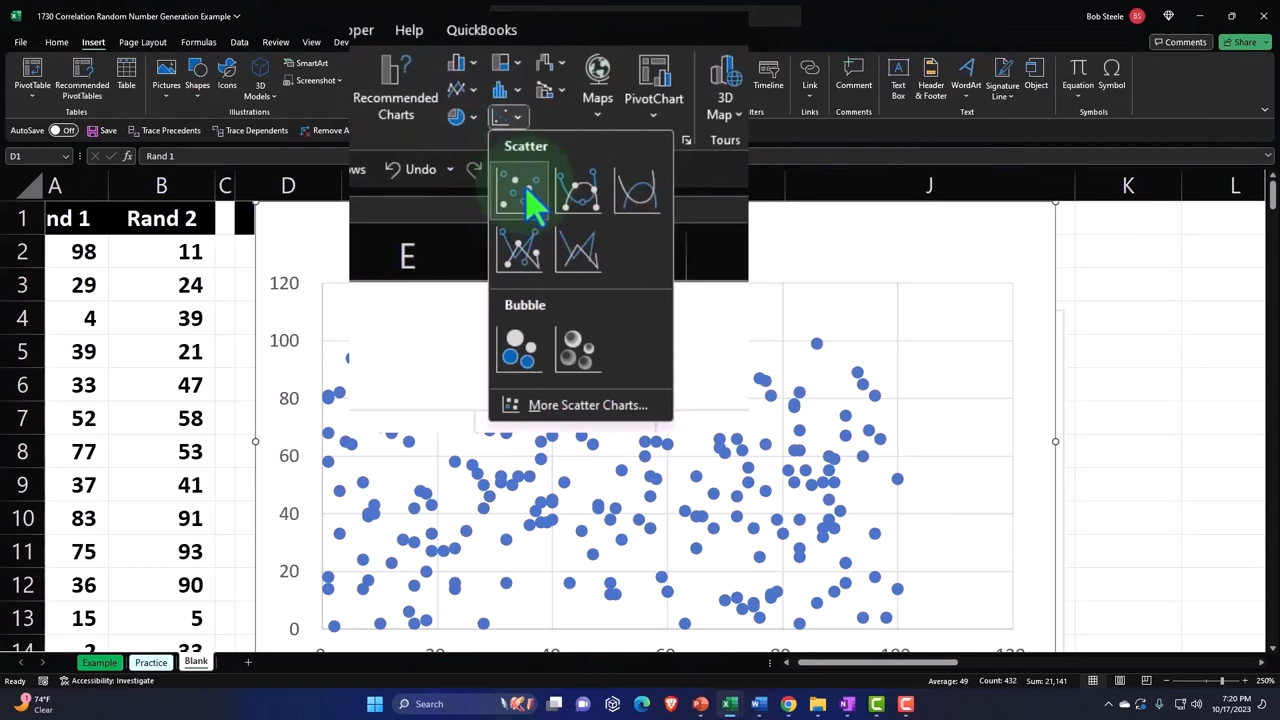 1730 Correlation Random Number Generation Example
Bob Steele BS
File Home Insert Page Layout Formulas Data Review
oper Help QuickBooks
Comments Share
PivotTable Recommended PivotTables Table Pictures Shapes Icons 3D Models SmartArt Screenshot
Recommended Charts Maps PivotChart 3D Map
Timeline Link Comment Text Box Header & Footer WordArt Signature Line Object Equation Symbol
Tables Illustrations Tours Links Comments Text Symbols
AutoSave Off Save Trace Precedents Trace Dependents Remove A
ows Undo
D1 Rand 1
Scatter
Bubble
More Scatter Charts...
A B C D J K L
E
1 nd 1 Rand 2
2 98 11
3 29 24
4 4 39
5 39 21
6 33 47
7 52 58
8 77 53
9 37 41
10 83 91
11 75 93
12 36 90
13 15 5
14 2 33
120
100
80
60
40
20
0
Example Practice Blank
Ready Accessibility: Investigate
Average: 49 Count: 432 Sum: 21,141 250%
74°F
Clear
Search
7:20 PM
10/17/2023